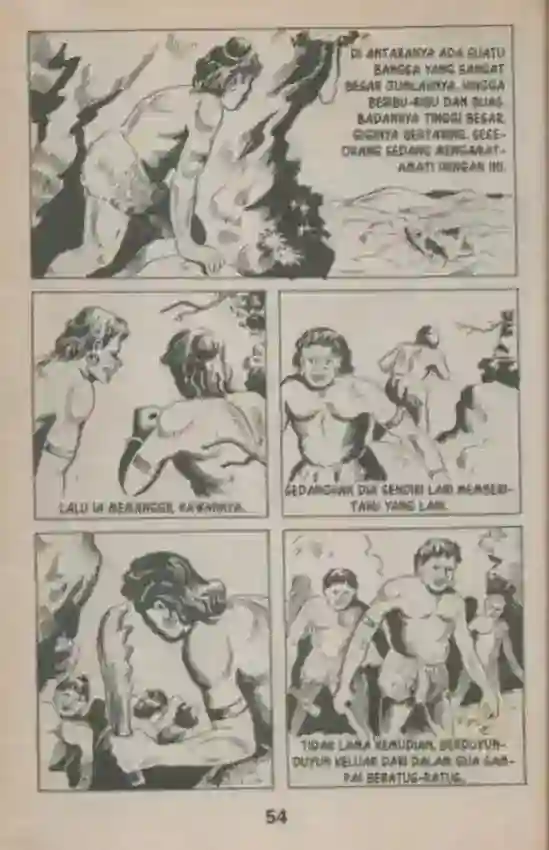 DI ANTARANYA ADA SUATU
BANGSA YANG SANGAT
BESAR JUMLAHNYA. HINGGA
BERIBU-RIBU DAN BUAS.
BADANNYA TINGGI BESAR.
GIGINYA BERTARING. SESE-
ORANG SEDANG MENGAMAT-
AMATI DENGAN INI.
LALU IA MEMANGGIL KAWANNYA.
SEDANGKAN DIA SENDIRI LARI MEMBERI-
TAHU YANG LAIN.
TIDAK LAMA KEMUDIAN, BERDUYUN-
DUYUN KELUAR DARI DALAM GUA SAM-
PAI BERATUS-RATUS.
54